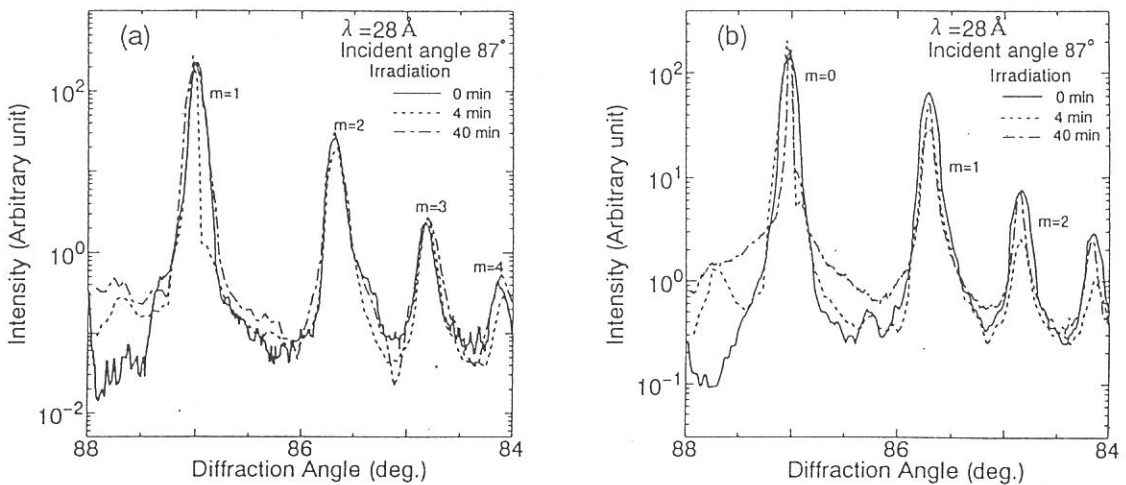 (a)
λ =28 Å
Incident angle 87°
Irradiation
0 min
4 min
40 min
m=1
m=2
m=3
m=4
10²
10⁰
10⁻²
Intensity (Arbitrary unit)
88
86
84
Diffraction Angle (deg.)
(b)
λ =28 Å
Incident angle 87°
Irradiation
0 min
4 min
40 min
m=0
m=1
m=2
10²
10¹
10⁰
10⁻¹
Intensity (Arbitrary unit)
88
86
84
Diffraction Angle (deg.)